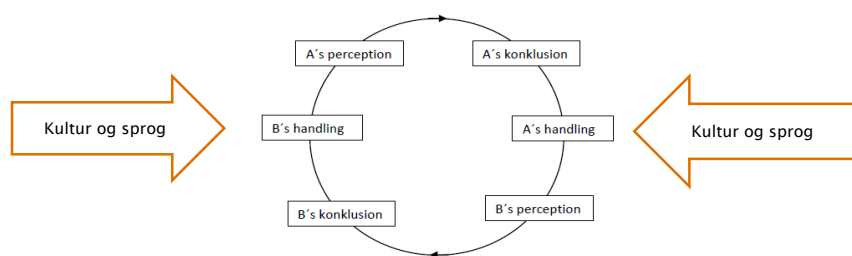 A´s perception
A´s konklusion
Kultur og sprog
B´s handling
A´s handling
Kultur og sprog
B´s konklusion
B´s perception